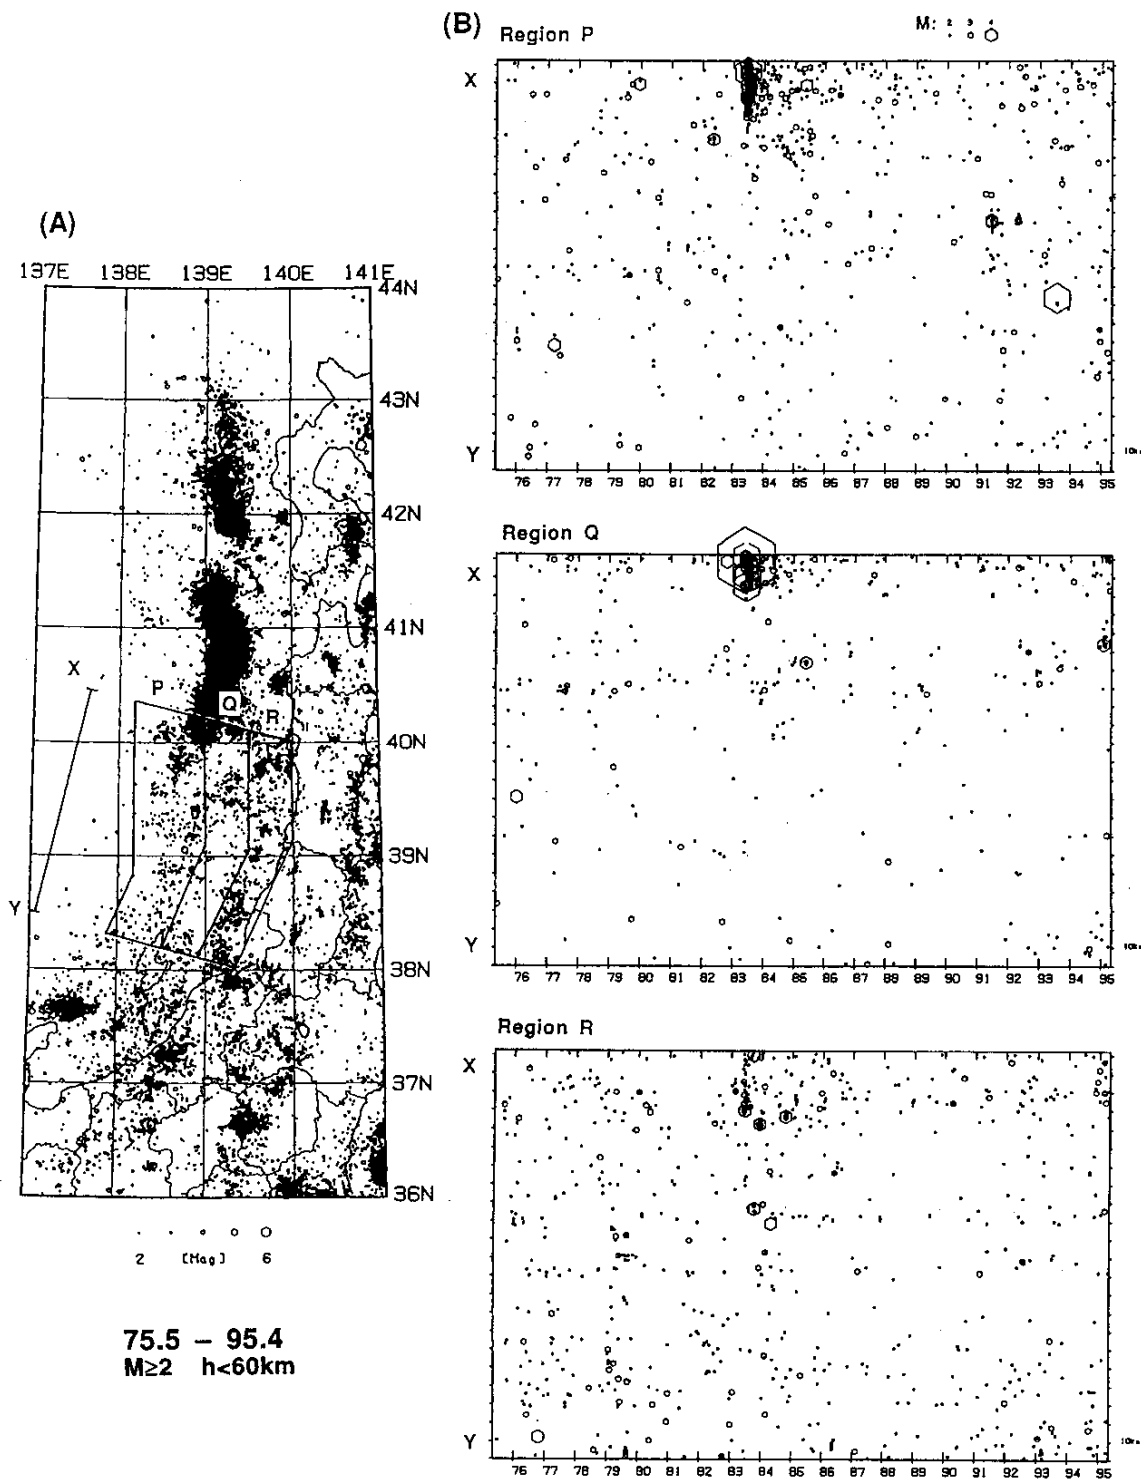 (B) Region P
M: 2 3 4
X
Y
76 77 78 79 80 81 82 83 84 85 86 87 88 89 90 91 92 93 94 95
(A)
137E 138E 139E 140E 141E
44N
43N
42N
41N
X
P
Q
R
40N
39N
Y
38N
37N
36N
2 [Mag] 6
75.5 – 95.4
M≥2 h<60km
Region Q
X
Y
76 77 78 79 80 81 82 83 84 85 86 87 88 89 90 91 92 93 94 95
Region R
X
Y
76 77 78 79 80 81 82 83 84 85 86 87 88 89 90 91 92 93 94 95